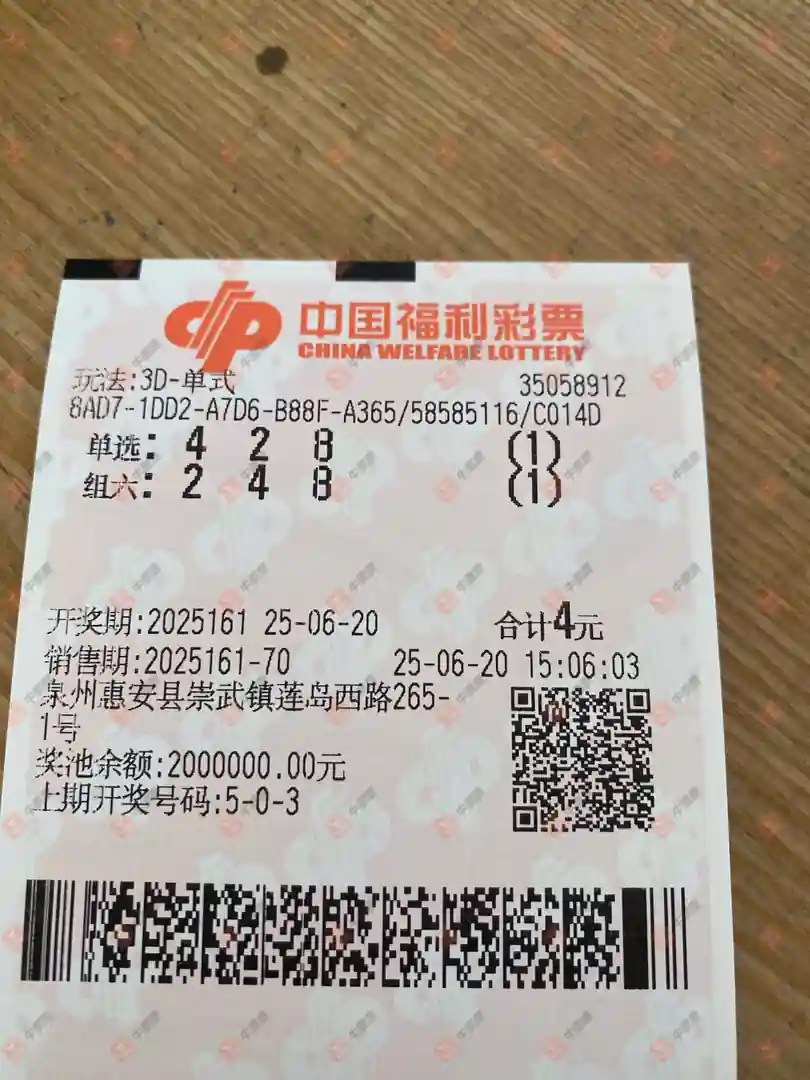 中国福利彩票
CHINA WELFARE LOTTERY
玩法:3D-单式 35058912
8AD7-1DD2-A7D6-B88F-A365/58585116/C014D
单选: 4 2 8 (1)
组六: 2 4 8 (1)
开奖期:2025161 25-06-20 合计4元
销售期:2025161-70 25-06-20 15:06:03
泉州惠安县崇武镇莲岛西路265-
1号
奖池余额:2000000.00元
上期开奖号码:5-0-3